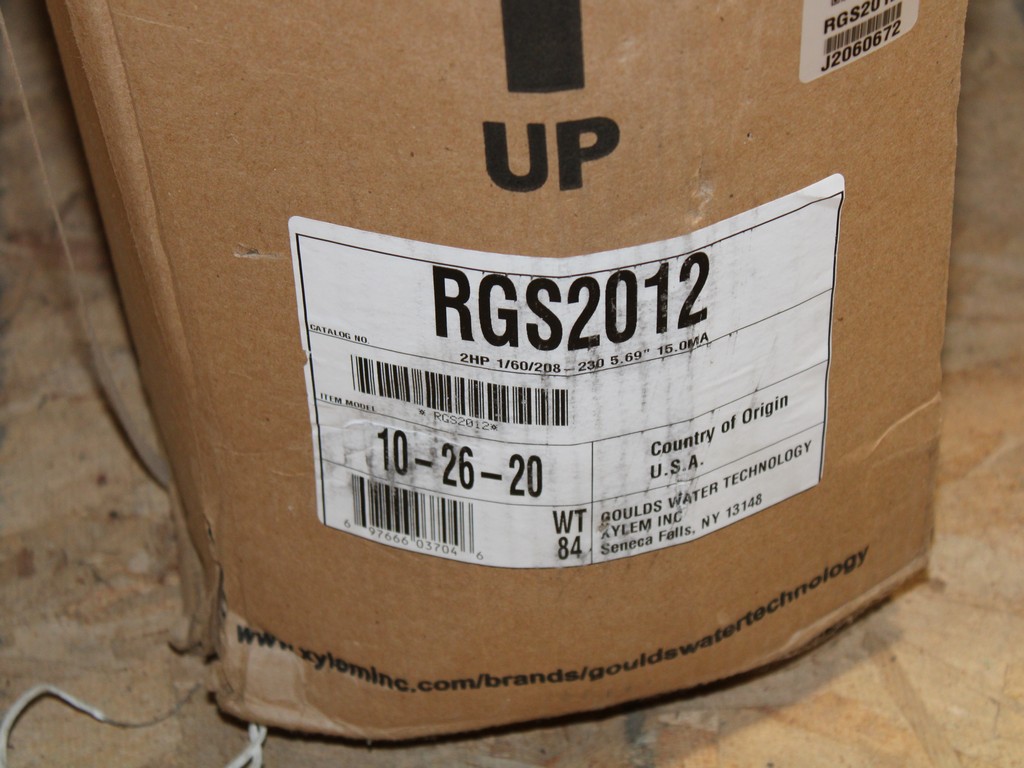 RGS201
J2060672
UP
RGS2012
CATALOG NO.
2HP 1/60/208-230 5.69" 15.0MA
ITEM MODEL
* RGS2012*
10-26-20
Country of Origin
U.S.A.
6 97666 03704 6
WT
84
GOULDS WATER TECHNOLOGY
XYLEM INC
Seneca Falls, NY 13148
www.xylemInc.com/brands/gouldswatertechnology